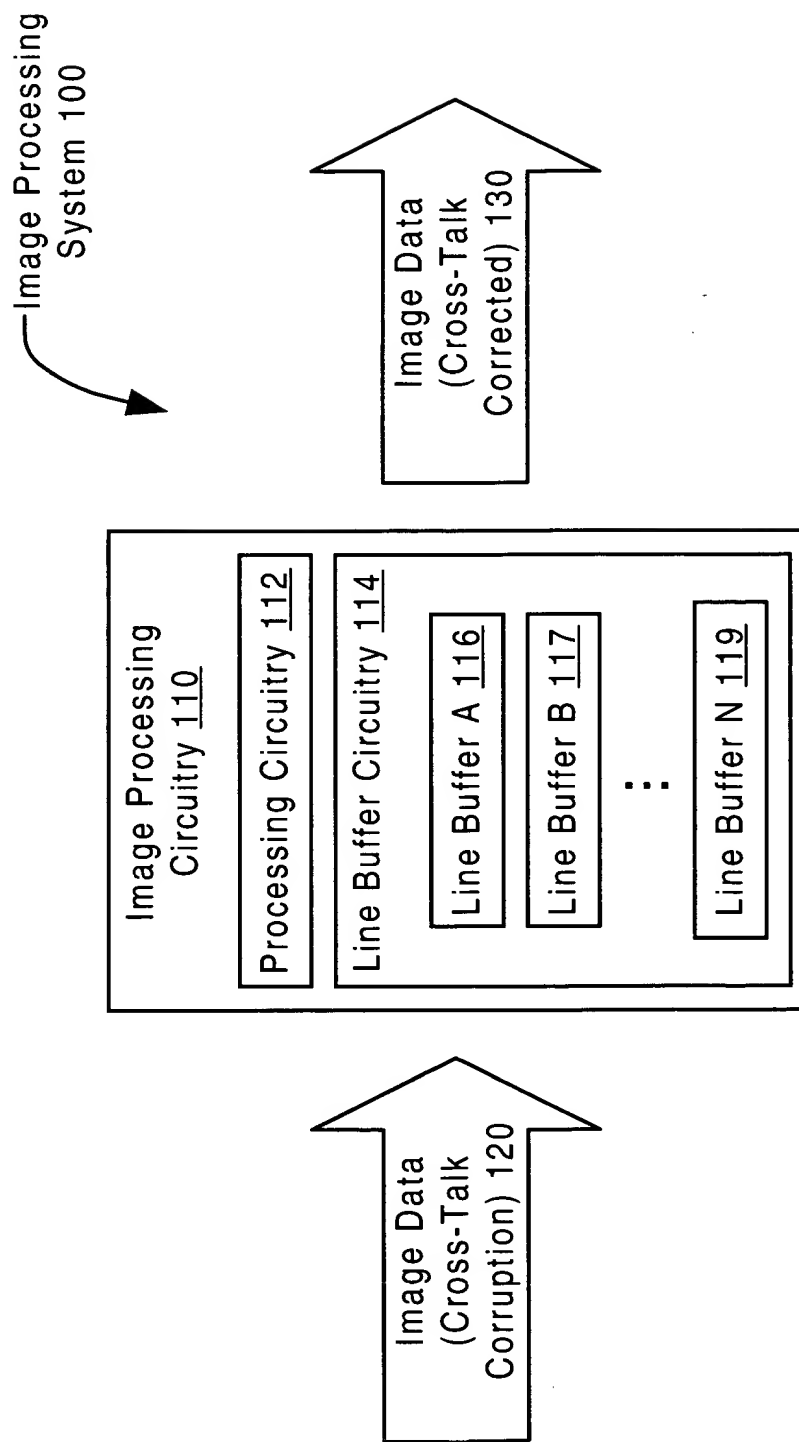 Image Processing
System 100
Image Data
(Cross-Talk
Corruption) 120
Image Processing
Circuitry 110
Processing Circuitry 112
Line Buffer Circuitry 114
Line Buffer A 116
Line Buffer B 117
...
Line Buffer N 119
Image Data
(Cross-Talk
Corrected) 130